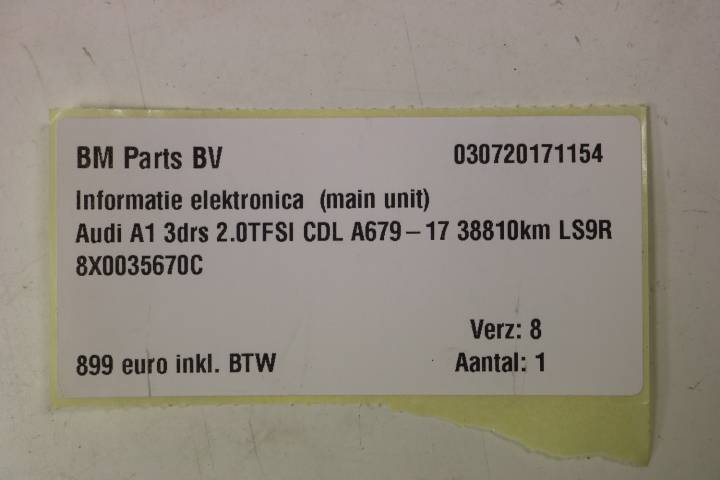 BM Parts BV 030720171154
Informatie elektronica (main unit)
Audi A1 3drs 2.0TFSI CDL A679-17 38810km LS9R
8X0035670C
Verz: 8
899 euro inkl. BTW Aantal: 1